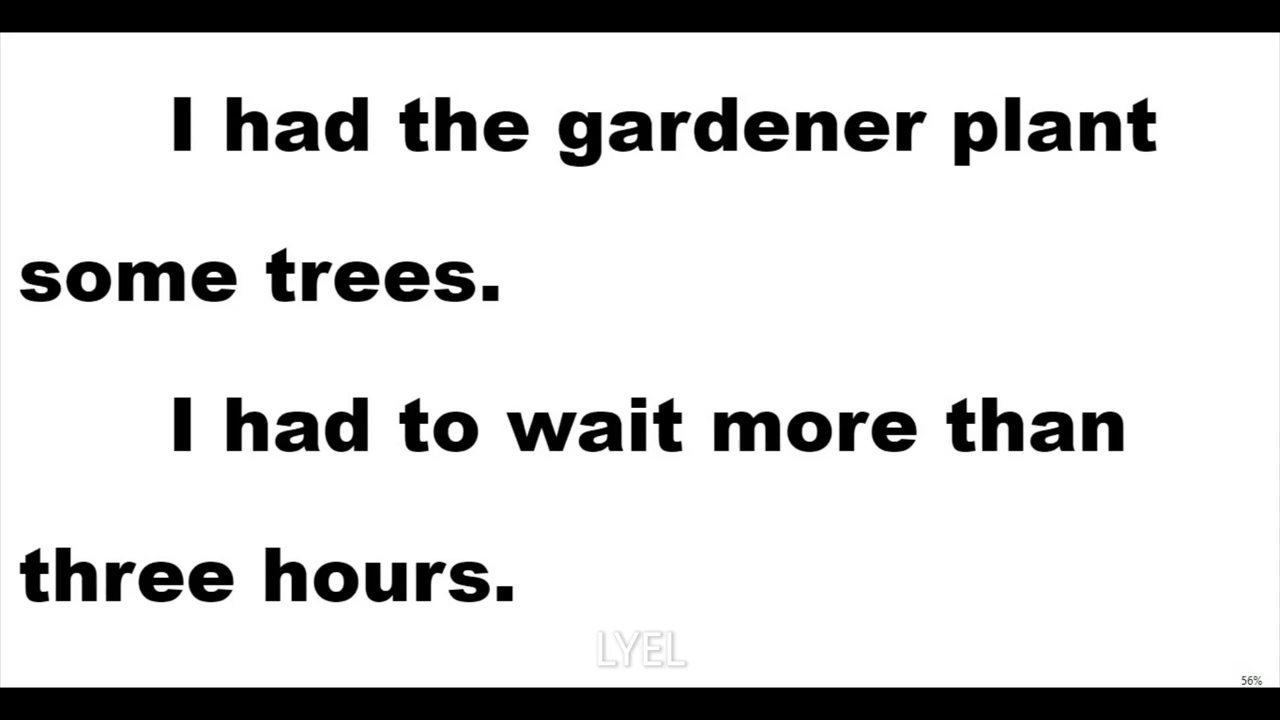 I had the gardener plant
some trees.
I had to wait more than
three hours.
LYEL
56%